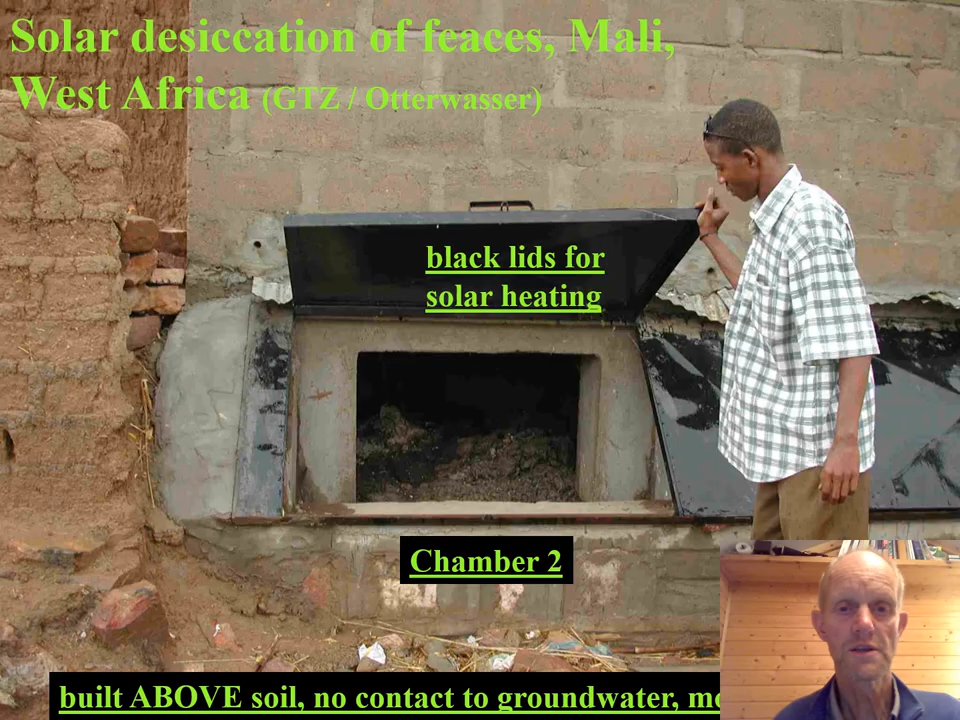 Solar desiccation of feaces, Mali,
West Africa (GTZ / Otterwasser)
black lids for
solar heating
Chamber 2
built ABOVE soil, no contact to groundwater,